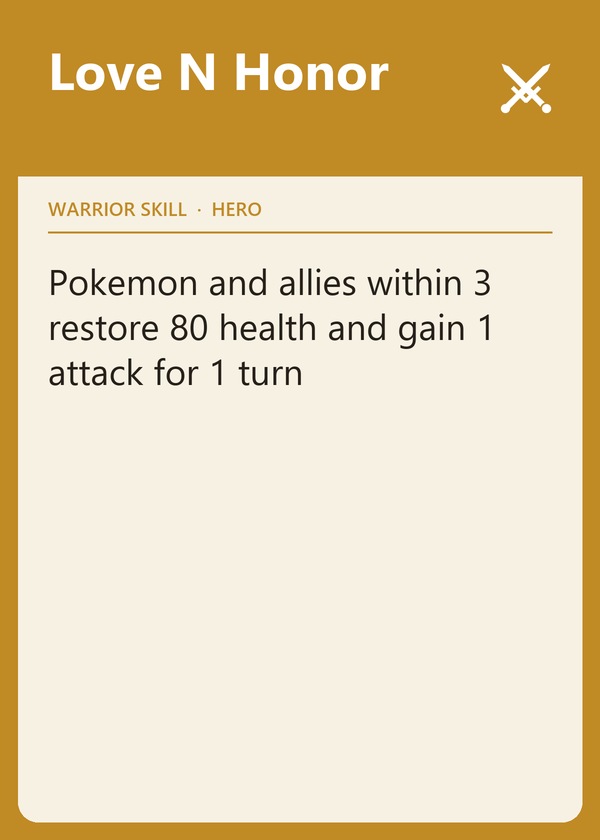 Love N Honor
WARRIOR SKILL · HERO
Pokemon and allies within 3
restore 80 health and gain 1
attack for 1 turn